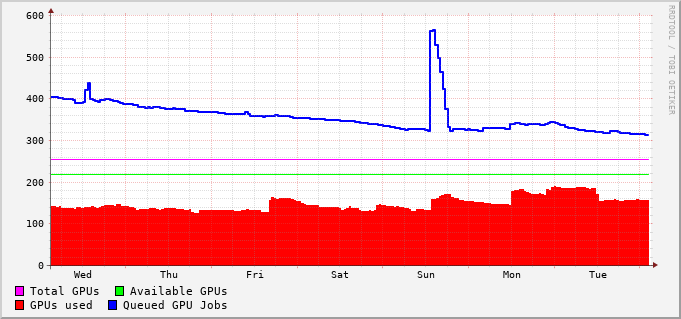 600
500
400
300
200
100
0
Wed Thu Fri Sat Sun Mon Tue
Total GPUs Available GPUs
GPUs used Queued GPU Jobs
RRDTOOL / TOBI OETIKER